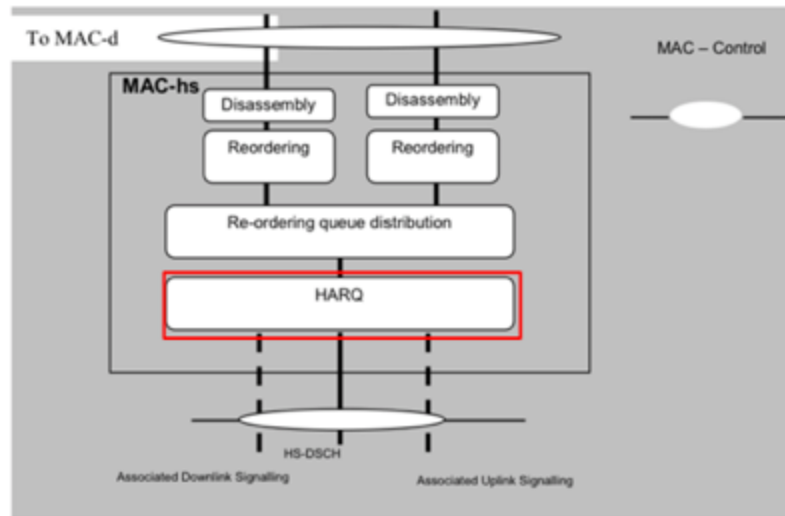 To MAC-d
MAC – Control
MAC-hs
Disassembly
Disassembly
Reordering
Reordering
Re-ordering queue distribution
HARQ
HS-DSCH
Associated Downlink Signalling
Associated Uplink Signalling